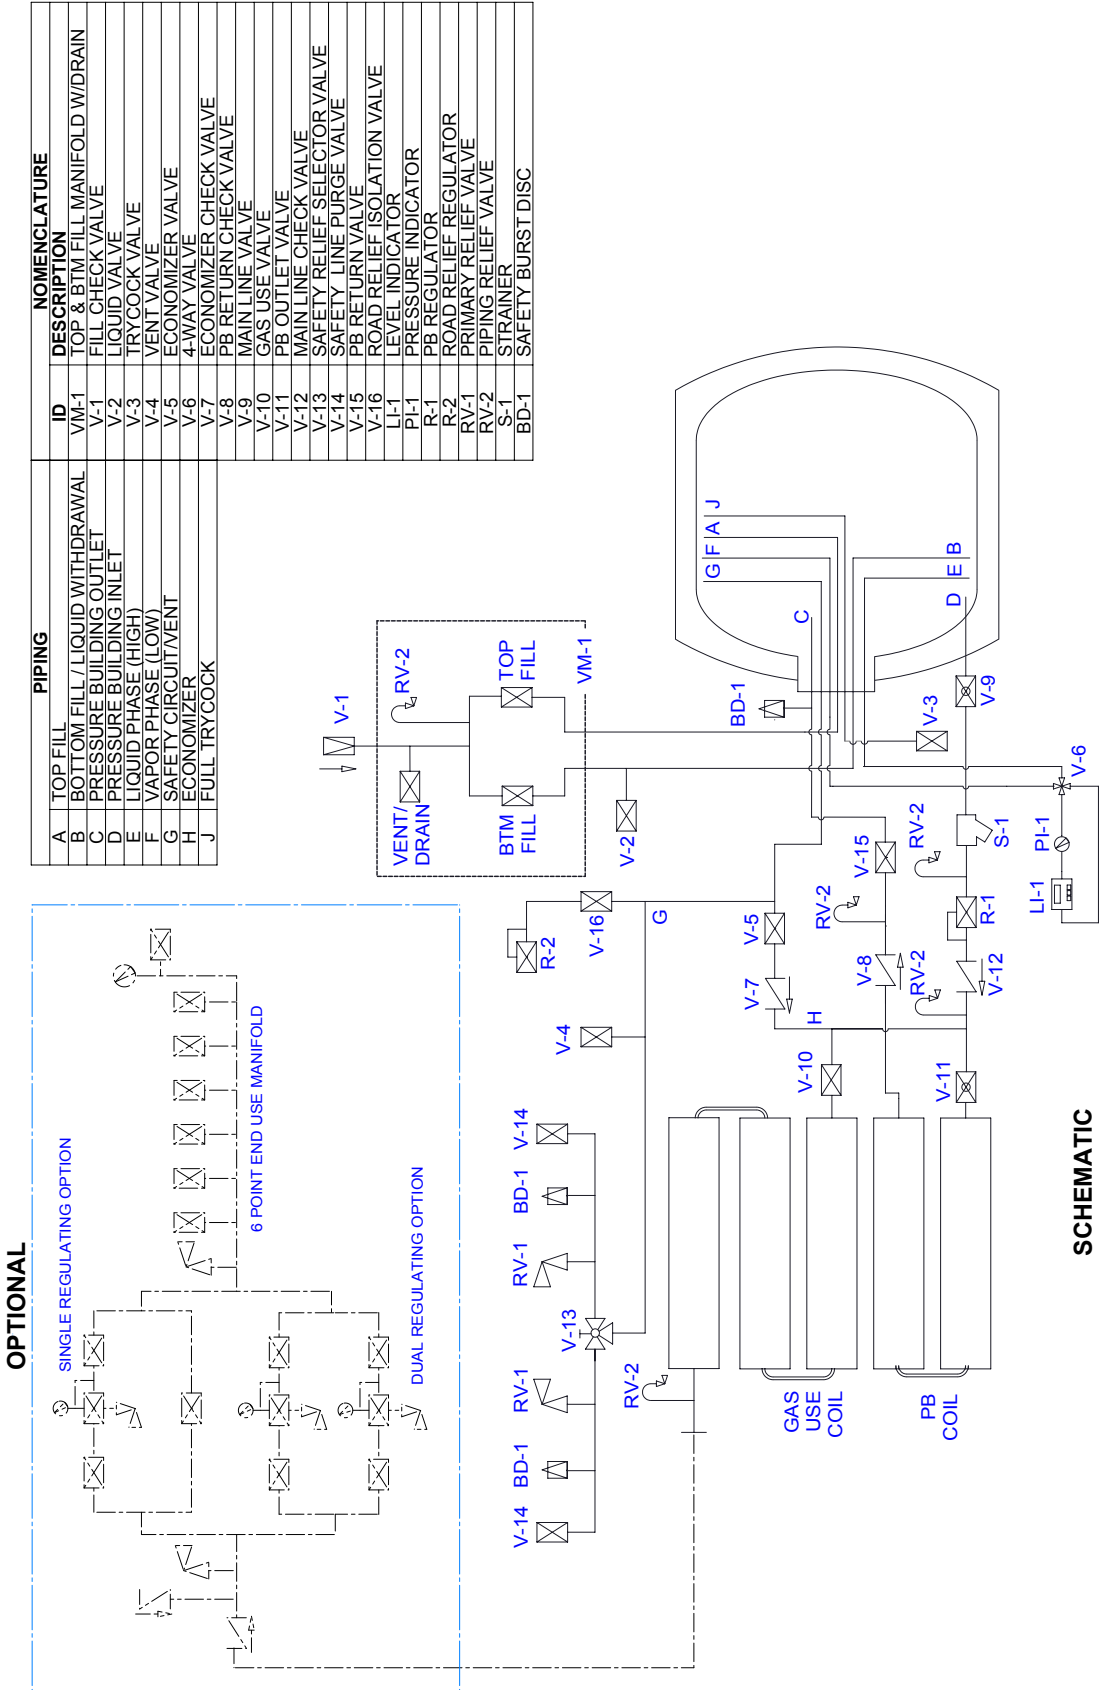 OPTIONAL
SINGLE REGULATING OPTION
6 POINT END USE MANIFOLD
DUAL REGULATING OPTION
PIPING
A TOP FILL
B BOTTOM FILL / LIQUID WITHDRAWAL
C PRESSURE BUILDING OUTLET
D PRESSURE BUILDING INLET
E LIQUID PHASE (HIGH)
F VAPOR PHASE (LOW)
G SAFETY CIRCUIT/VENT
H ECONOMIZER
J FULL TRYCOCK
NOMENCLATURE
ID DESCRIPTION
VM-1 TOP & BTM FILL MANIFOLD W/DRAIN
V-1 FILL CHECK VALVE
V-2 LIQUID VALVE
V-3 TRYCOCK VALVE
V-4 VENT VALVE
V-5 ECONOMIZER VALVE
V-6 4-WAY VALVE
V-7 ECONOMIZER CHECK VALVE
V-8 PB RETURN CHECK VALVE
V-9 MAIN LINE VALVE
V-10 GAS USE VALVE
V-11 PB OUTLET VALVE
V-12 MAIN LINE CHECK VALVE
V-13 SAFETY RELIEF SELECTOR VALVE
V-14 SAFETY LINE PURGE VALVE
V-15 PB RETURN VALVE
V-16 ROAD RELIEF ISOLATION VALVE
LI-1 LEVEL INDICATOR
PI-1 PRESSURE INDICATOR
R-1 PB REGULATOR
R-2 ROAD RELIEF REGULATOR
RV-1 PRIMARY RELIEF VALVE
RV-2 PIPING RELIEF VALVE
S-1 STRAINER
BD-1 SAFETY BURST DISC
V-1
RV-2
VENT/
DRAIN
BTM
FILL
TOP
FILL
VM-1
V-2
R-2
V-16
G
V-4
V-14
BD-1
RV-1
V-13
RV-1
BD-1
V-14
RV-2
GAS
USE
COIL
PB
COIL
V-10
V-11
H
V-7
V-5
V-8
RV-2
V-15
RV-2
V-12
R-1
RV-2
S-1
LI-1
PI-1
V-6
V-9
V-3
BD-1
C
G
F
A
J
D
E
B
SCHEMATIC